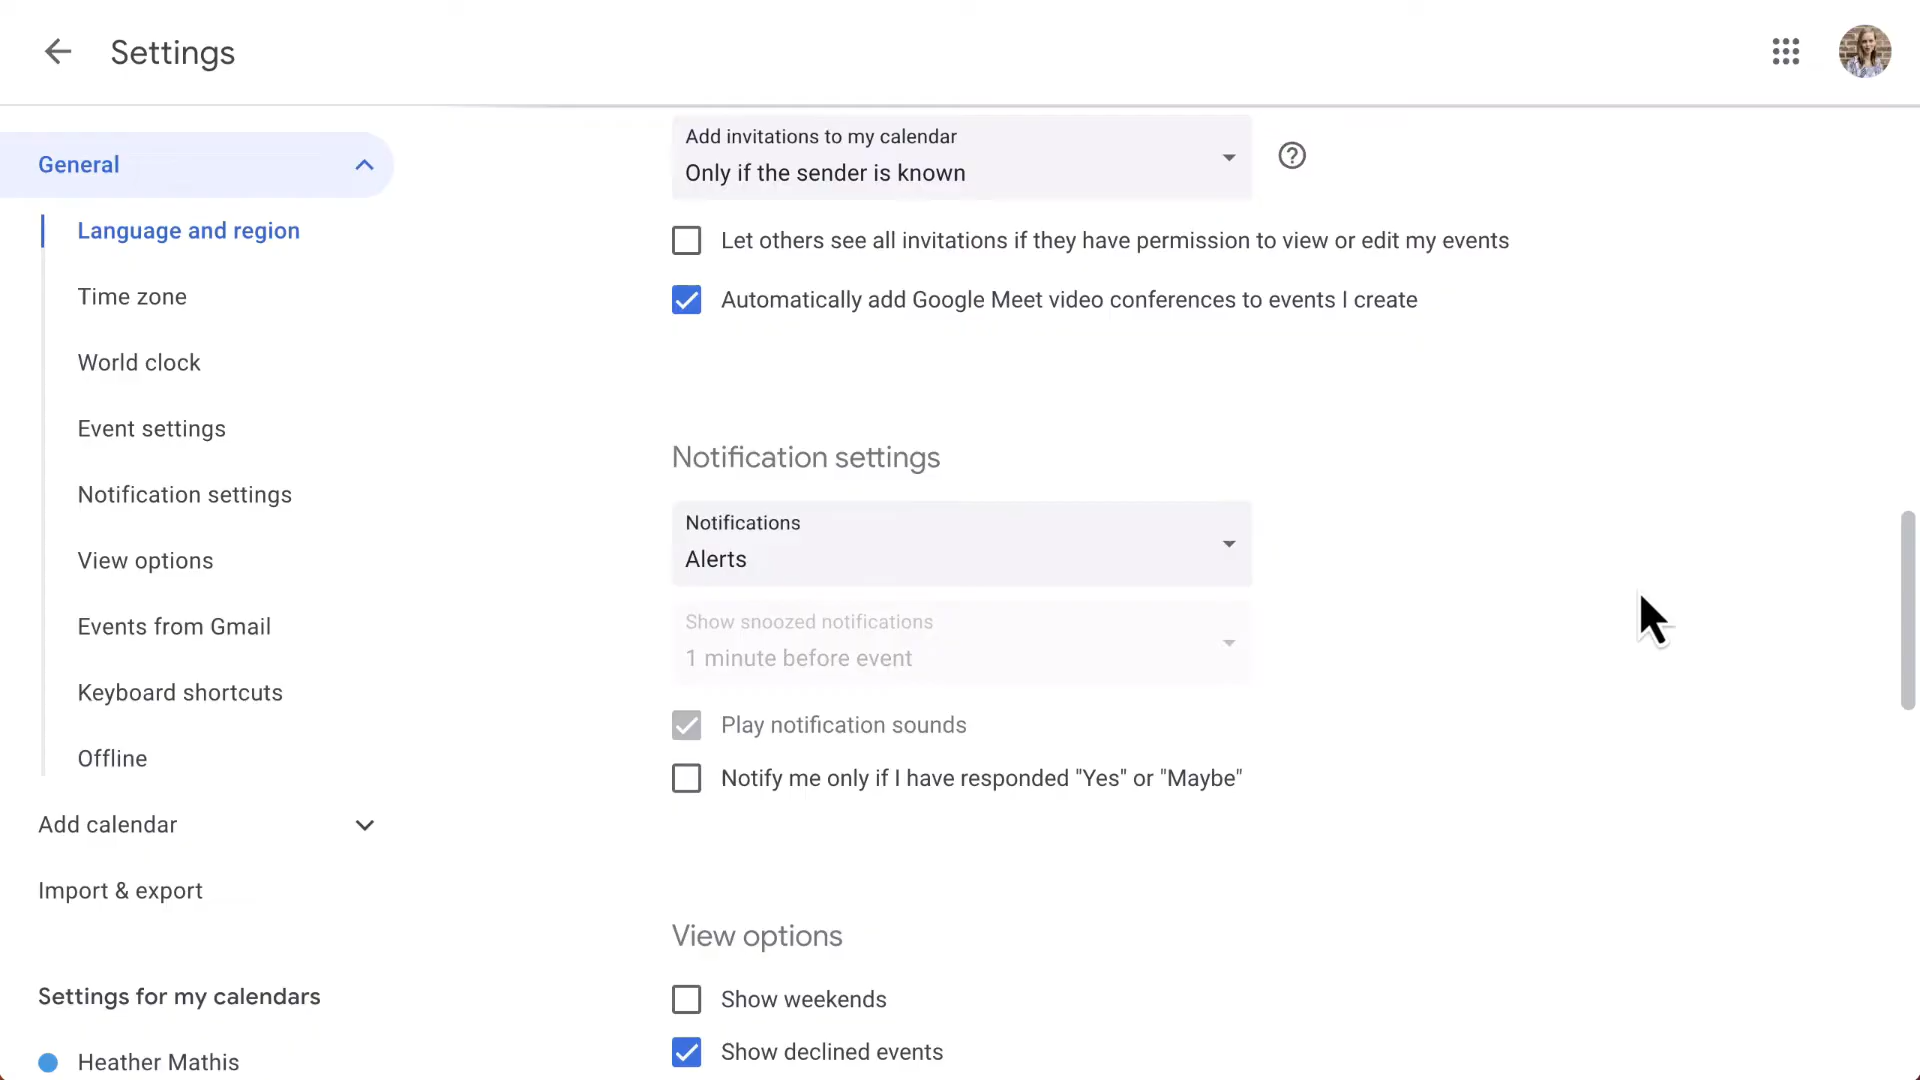 Settings
General
Language and region
Time zone
World clock
Event settings
Notification settings
View options
Events from Gmail
Keyboard shortcuts
Offline
Add calendar
Import & export
Settings for my calendars
Heather Mathis
Add invitations to my calendar
Only if the sender is known
Let others see all invitations if they have permission to view or edit my events
Automatically add Google Meet video conferences to events I create
Notification settings
Notifications
Alerts
Show snoozed notifications
1 minute before event
Play notification sounds
Notify me only if I have responded "Yes" or "Maybe"
View options
Show weekends
Show declined events